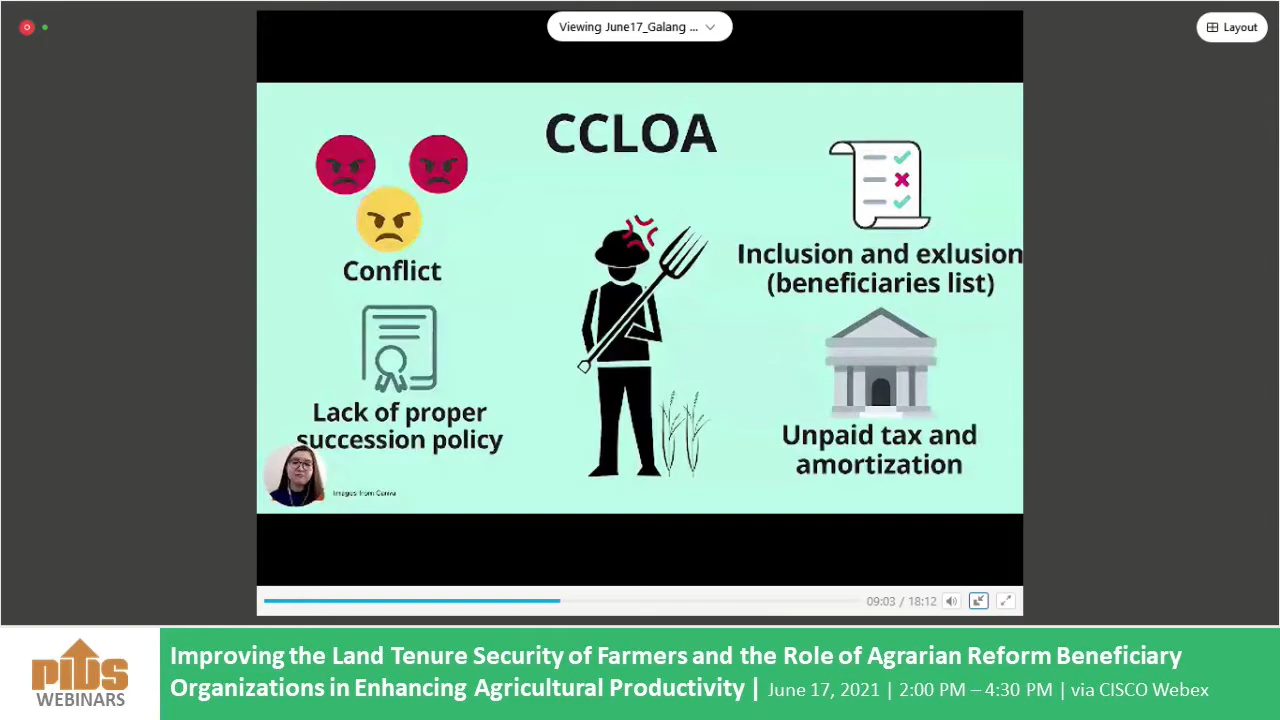 Viewing June17_Galang ...
Layout
CCLOA
Conflict
Inclusion and exlusion
(beneficiaries list)
Lack of proper
succession policy
Unpaid tax and
amortization
Images from Canva
09:03 / 18:12
PIDS
WEBINARS
Improving the Land Tenure Security of Farmers and the Role of Agrarian Reform Beneficiary
Organizations in Enhancing Agricultural Productivity | June 17, 2021 | 2:00 PM – 4:30 PM | via CISCO Webex